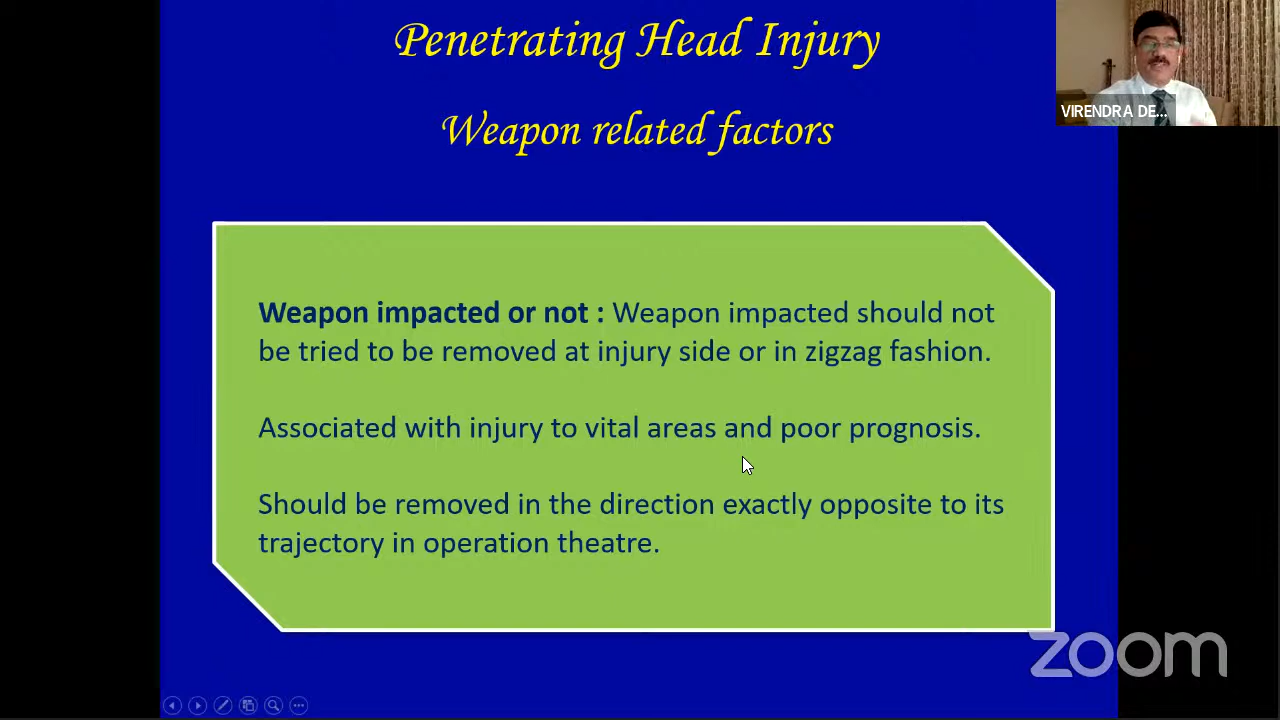 Penetrating Head Injury
Weapon related factors
VIRENDRA DE...
Weapon impacted or not : Weapon impacted should not
be tried to be removed at injury side or in zigzag fashion.
Associated with injury to vital areas and poor prognosis.
Should be removed in the direction exactly opposite to its
trajectory in operation theatre.
zoom